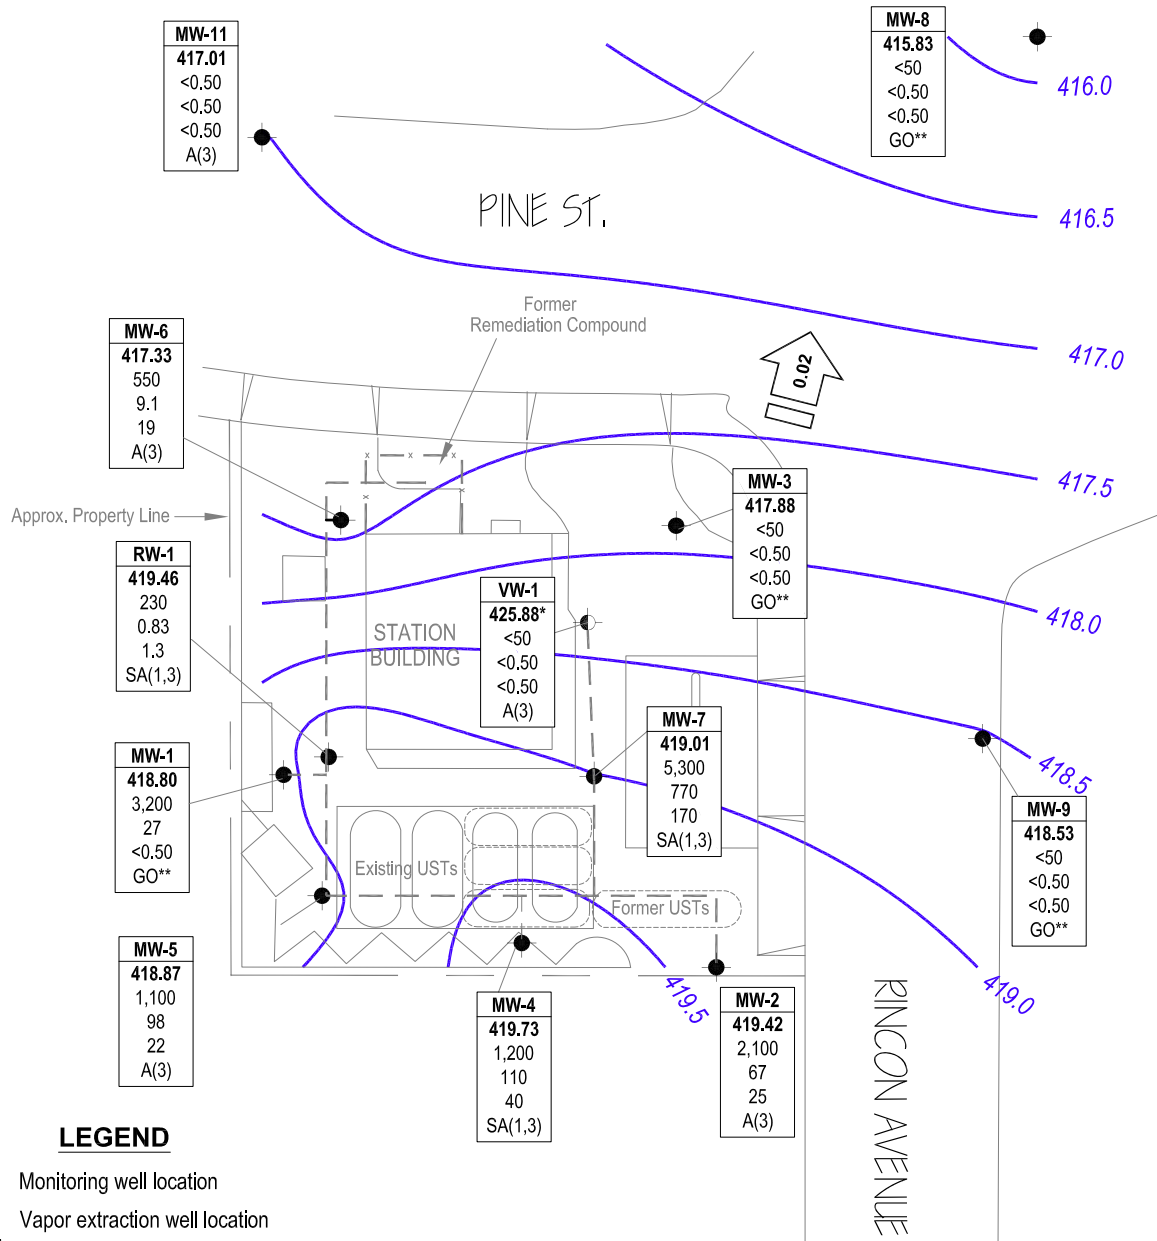 MW-11
417.01
<0.50
<0.50
<0.50
A(3)
MW-8
415.83
<50
<0.50
<0.50
GO**
416.0
416.5
PINE ST.
417.0
Former
Remediation Compound
0.02
MW-6
417.33
550
9.1
19
A(3)
417.5
MW-3
417.88
<50
<0.50
<0.50
GO**
Approx. Property Line
RW-1
419.46
230
0.83
1.3
SA(1,3)
VW-1
425.88*
<50
<0.50
<0.50
A(3)
STATION
BUILDING
418.0
MW-7
419.01
5,300
770
170
SA(1,3)
MW-1
418.80
3,200
27
<0.50
GO**
418.5
MW-9
418.53
<50
<0.50
<0.50
GO**
Existing USTs
Former USTs
MW-5
418.87
1,100
98
22
A(3)
MW-4
419.73
1,200
110
40
SA(1,3)
419.5
MW-2
419.42
2,100
67
25
A(3)
419.0
RINCON AVENUE
LEGEND
Monitoring well location
Vapor extraction well location